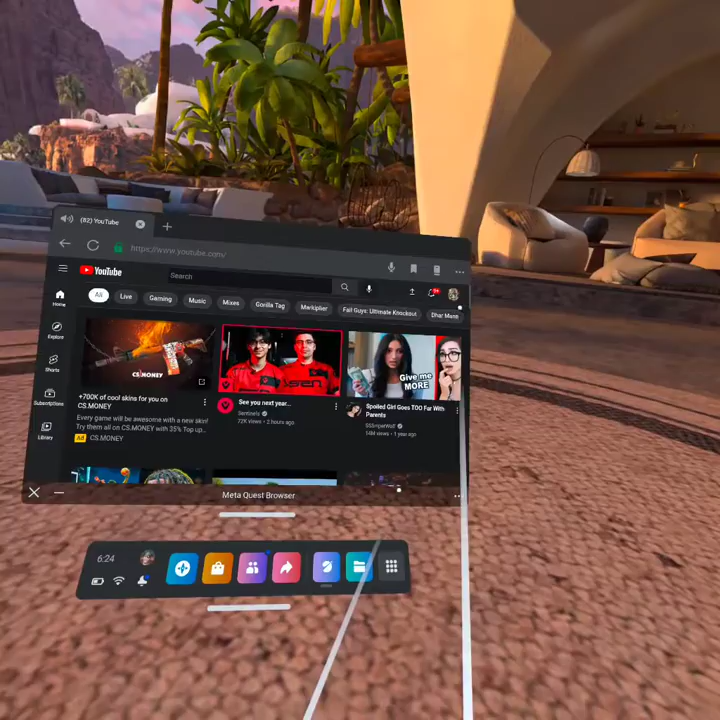 (82) YouTube
https://www.youtube.com/
YouTube
Search
9+
Home
Explore
Shorts
Subscriptions
Library
All
Live
Gaming
Music
Mixes
Gorilla Tag
Markiplier
Fall Guys: Ultimate Knockout
Dhar Mann
CS.MONEY
+700K of cool skins for you on
CS.MONEY
Every game will be awesome with a new skin!
Try them all on CS.MONEY with 35% Top up...
Ad CS.MONEY
See you next year...
Sentinels
72K views • 2 hours ago
Give me
MORE
Spoiled Girl Goes TOO Far With
Parents
SSSniperWolf
14M views • 1 year ago
Meta Quest Browser
6:24